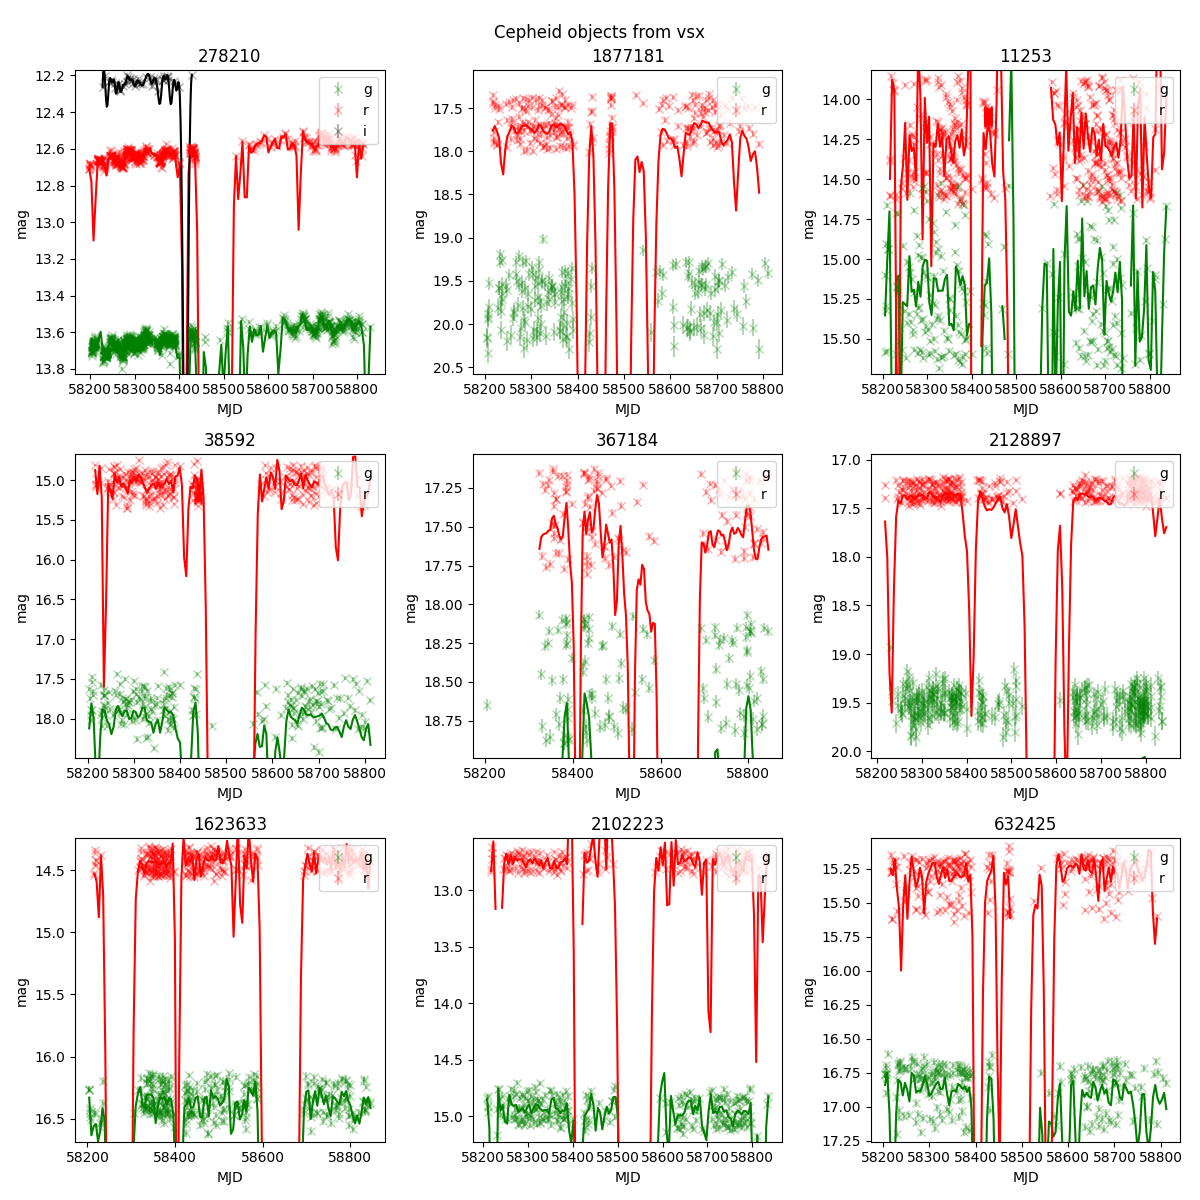 Cepheid objects from vsx
278210
12.2
12.4
12.6
12.8
13.0
13.2
13.4
13.6
13.8
mag
58200 58300 58400 58500 58600 58700 58800
MJD
g
r
i
1877181
17.5
18.0
18.5
19.0
19.5
20.0
20.5
mag
58200 58300 58400 58500 58600 58700 58800
MJD
g
r
11253
14.00
14.25
14.50
14.75
15.00
15.25
15.50
mag
58200 58300 58400 58500 58600 58700 58800
MJD
g
r
38592
15.0
15.5
16.0
16.5
17.0
17.5
18.0
mag
58200 58300 58400 58500 58600 58700 58800
MJD
g
r
367184
17.25
17.50
17.75
18.00
18.25
18.50
18.75
mag
58200 58400 58600 58800
MJD
g
r
2128897
17.0
17.5
18.0
18.5
19.0
19.5
20.0
mag
58200 58300 58400 58500 58600 58700 58800
MJD
g
r
1623633
14.5
15.0
15.5
16.0
16.5
mag
58200 58400 58600 58800
MJD
g
r
2102223
13.0
13.5
14.0
14.5
15.0
mag
58200 58300 58400 58500 58600 58700 58800
MJD
g
r
632425
15.25
15.50
15.75
16.00
16.25
16.50
16.75
17.00
17.25
mag
58200 58300 58400 58500 58600 58700 58800
MJD
g
r